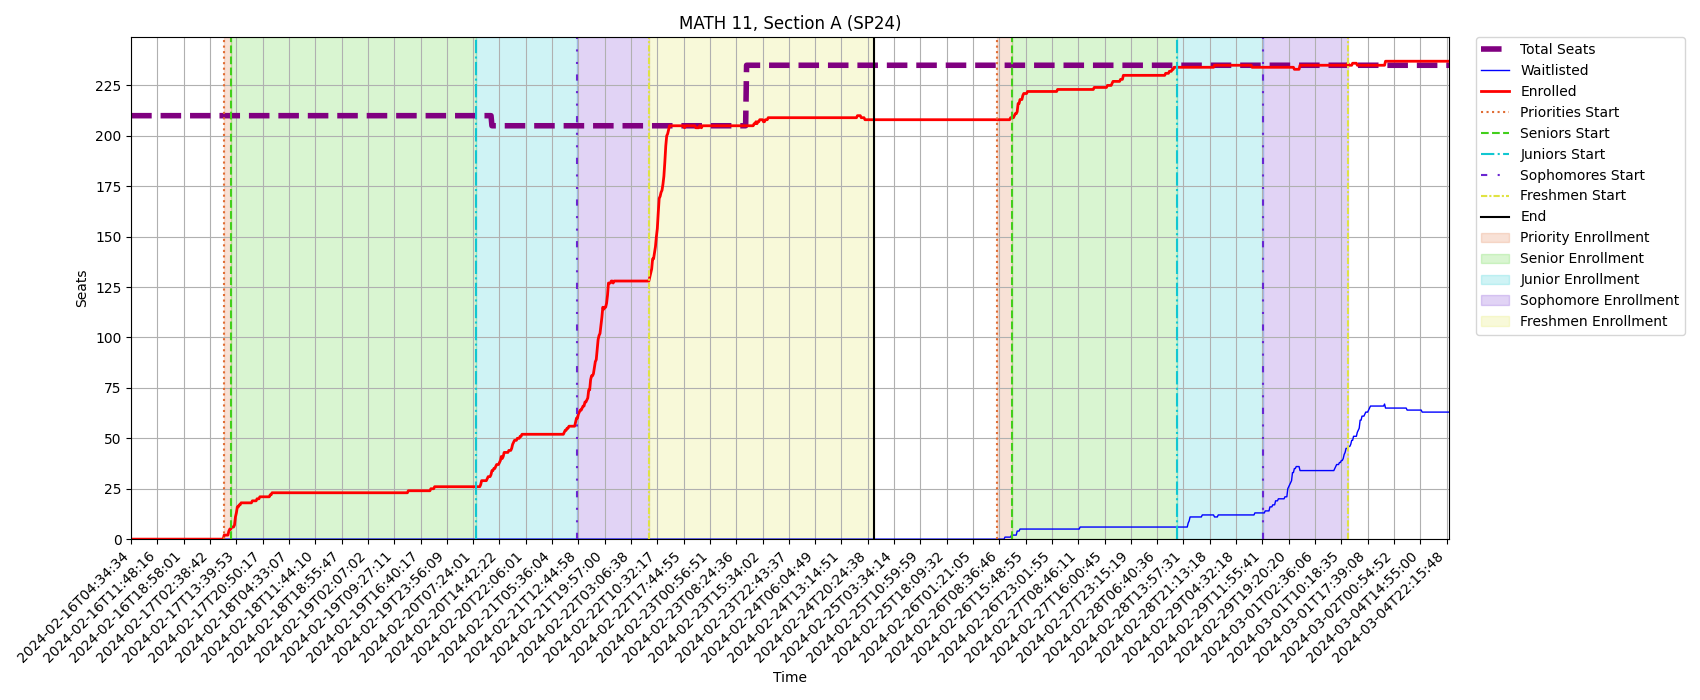 MATH 11, Section A (SP24)
Seats
225
200
175
150
125
100
75
50
25
0
2024-02-16T04:34:34
2024-02-16T11:48:16
2024-02-16T18:58:01
2024-02-17T02:38:42
2024-02-17T13:39:53
2024-02-17T20:50:17
2024-02-18T04:33:07
2024-02-18T11:44:10
2024-02-18T18:55:47
2024-02-19T02:07:02
2024-02-19T09:27:11
2024-02-19T16:40:17
2024-02-19T23:56:09
2024-02-20T07:24:01
2024-02-20T14:42:22
2024-02-20T22:06:01
2024-02-21T05:36:04
2024-02-21T12:44:58
2024-02-21T19:57:00
2024-02-22T03:06:38
2024-02-22T10:32:17
2024-02-22T17:44:55
2024-02-23T00:56:51
2024-02-23T08:24:36
2024-02-23T15:34:02
2024-02-23T22:43:37
2024-02-24T06:04:49
2024-02-24T13:14:51
2024-02-24T20:24:38
2024-02-25T03:34:14
2024-02-25T10:59:59
2024-02-25T18:09:32
2024-02-26T01:21:05
2024-02-26T08:36:46
2024-02-26T15:48:55
2024-02-26T23:01:55
2024-02-27T08:46:11
2024-02-27T16:00:45
2024-02-27T23:15:19
2024-02-28T06:40:36
2024-02-28T13:57:31
2024-02-28T21:13:18
2024-02-29T04:32:18
2024-02-29T11:55:41
2024-02-29T19:20:20
2024-03-01T02:36:06
2024-03-01T10:18:35
2024-03-01T17:39:08
2024-03-02T00:54:52
2024-03-04T14:55:00
2024-03-04T22:15:48
Time
Total Seats
Waitlisted
Enrolled
Priorities Start
Seniors Start
Juniors Start
Sophomores Start
Freshmen Start
End
Priority Enrollment
Senior Enrollment
Junior Enrollment
Sophomore Enrollment
Freshmen Enrollment